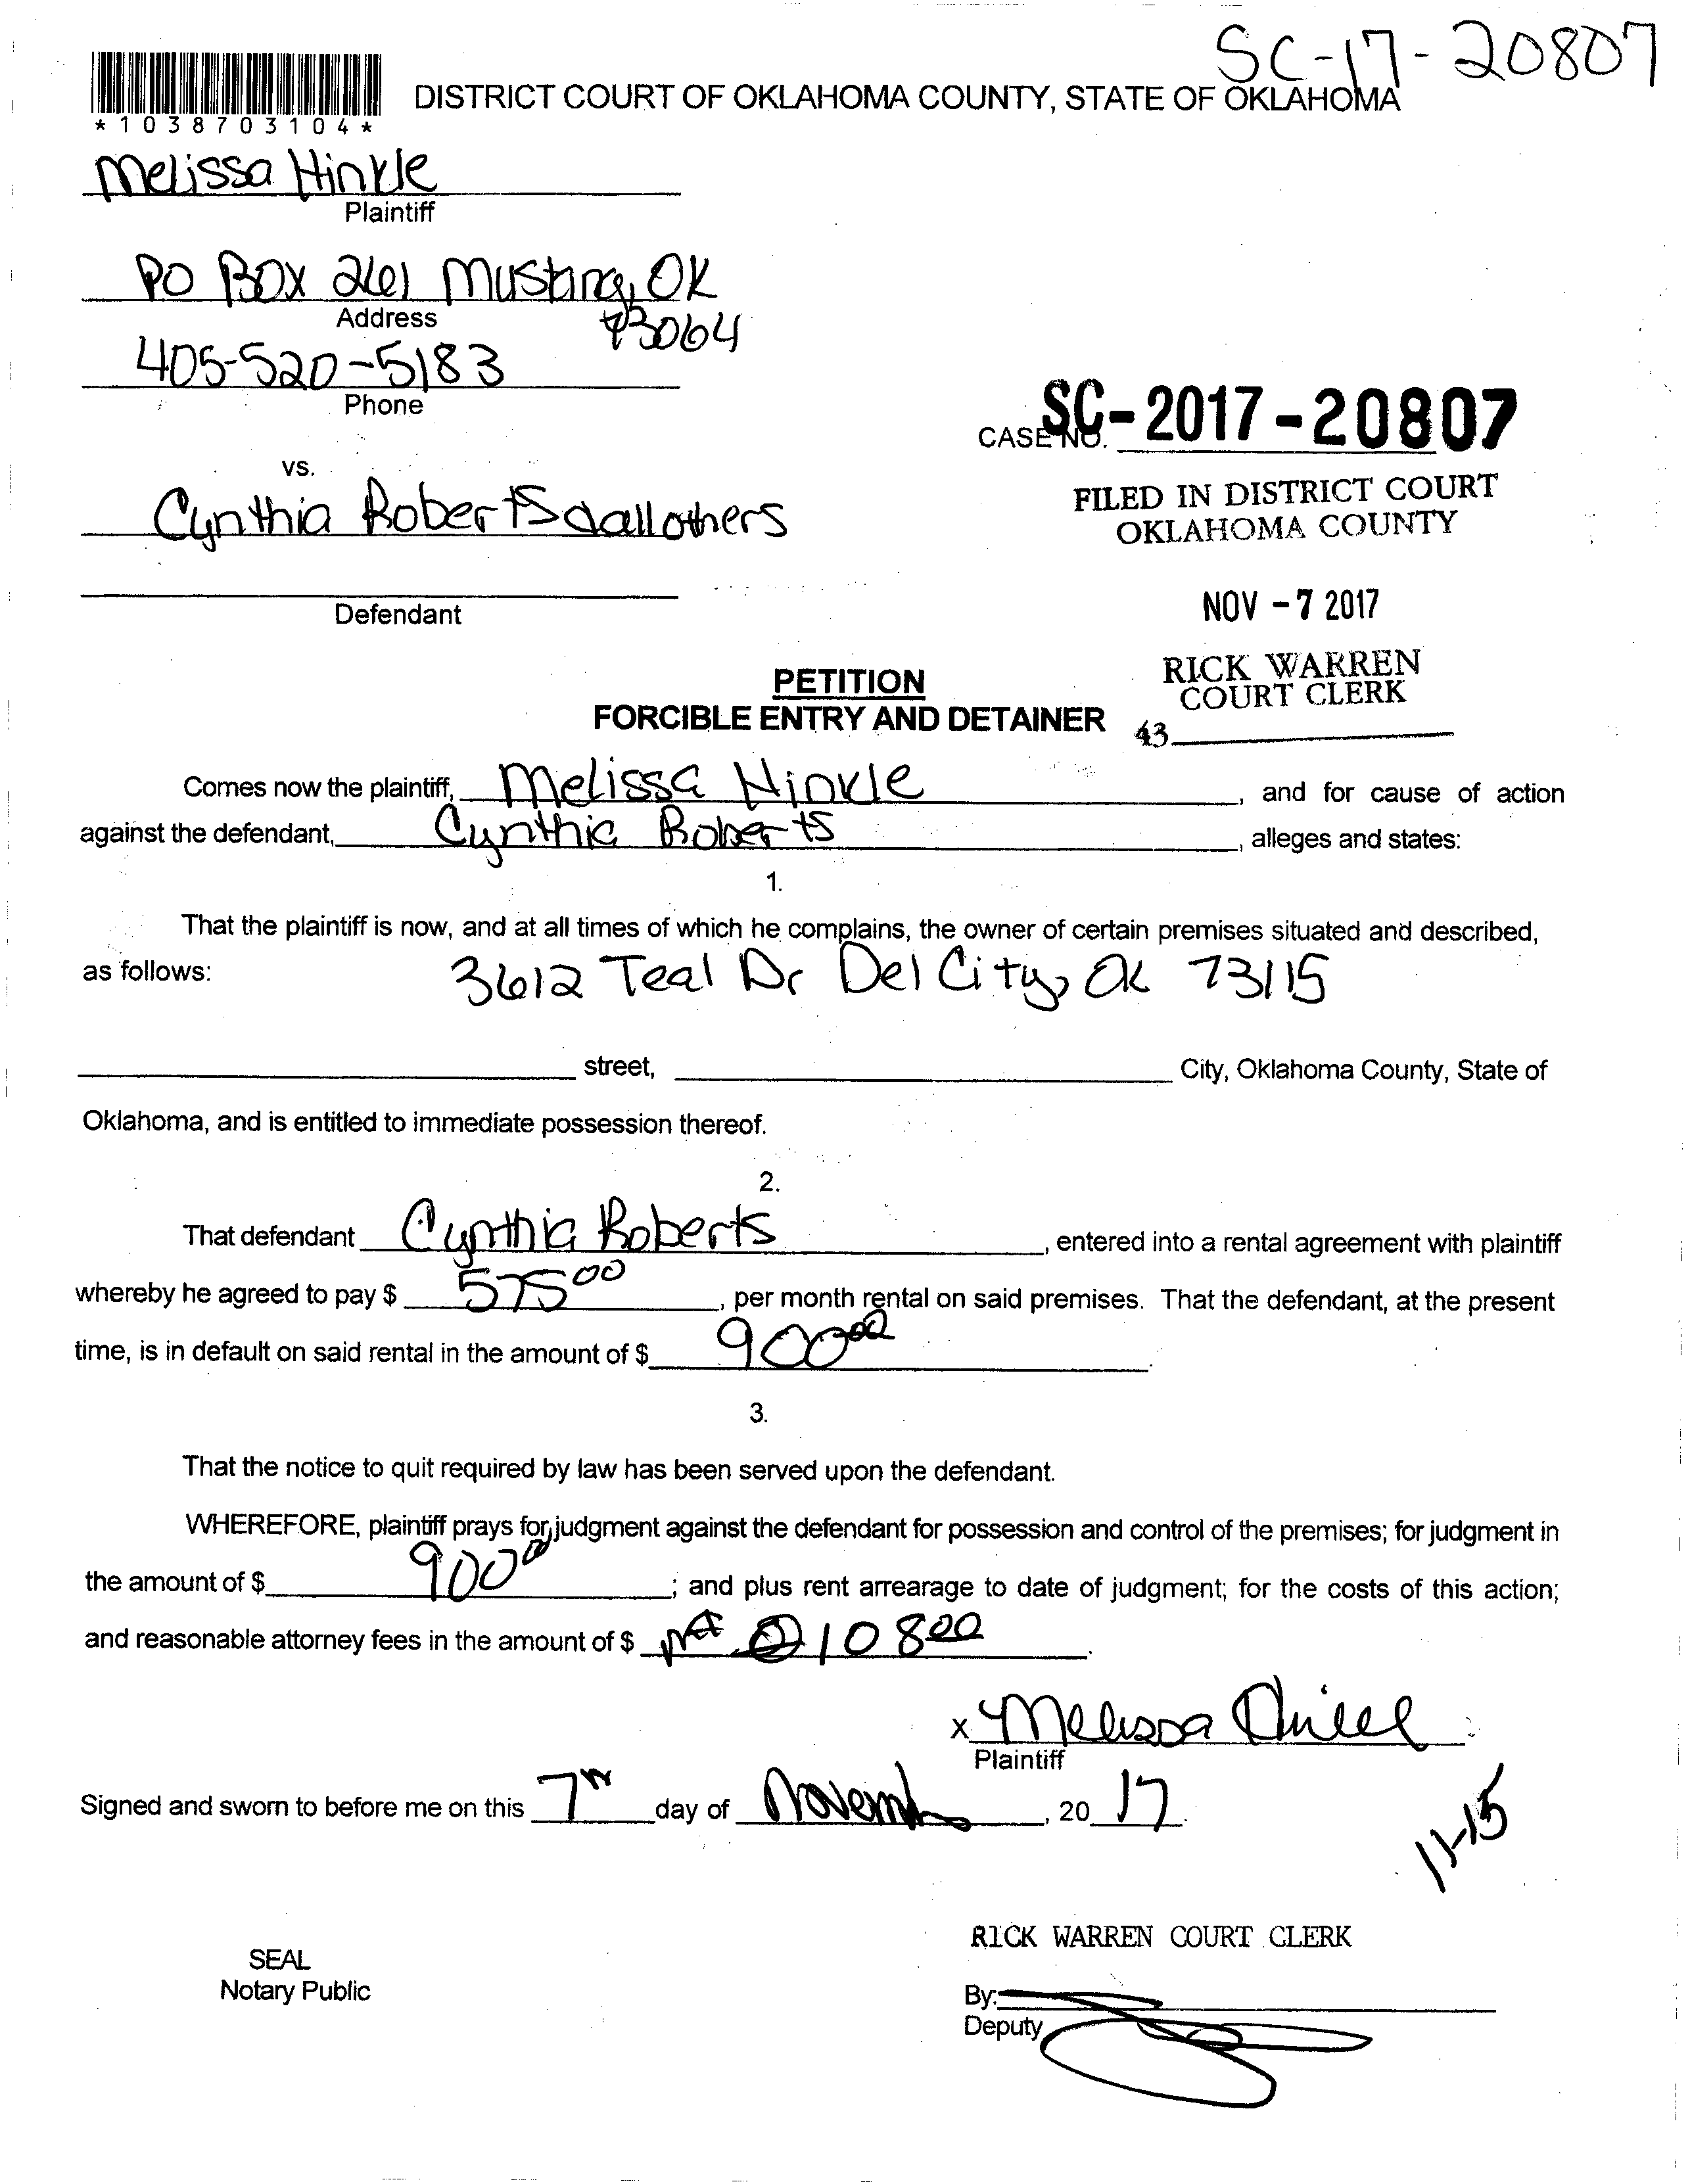 SC-17-20807
*1038703104*
DISTRICT COURT OF OKLAHOMA COUNTY, STATE OF OKLAHOMA
Melissa Hinkle
Plaintiff
PO Box 261 Mustang, OK
73064
Address
405-520-5183
Phone
CASE NO. SC-2017-20807
vs.
FILED IN DISTRICT COURT
OKLAHOMA COUNTY
Cynthia Roberts & all others
Defendant
NOV -7 2017
RICK WARREN
COURT CLERK
43
PETITION
FORCIBLE ENTRY AND DETAINER
Comes now the plaintiff, Melissa Hinkle, and for cause of action
against the defendant, Cynthia Roberts, alleges and states:
1.
That the plaintiff is now, and at all times of which he complains, the owner of certain premises situated and described,
as follows: 3612 Teal Dr Del City, OK 73115
street, City, Oklahoma County, State of
Oklahoma, and is entitled to immediate possession thereof.
2.
That defendant Cynthia Roberts, entered into a rental agreement with plaintiff
whereby he agreed to pay $ 575 00, per month rental on said premises. That the defendant, at the present
time, is in default on said rental in the amount of $ 900 00.
3.
That the notice to quit required by law has been served upon the defendant.
WHEREFORE, plaintiff prays for judgment against the defendant for possession and control of the premises; for judgment in
the amount of $ 900 00; and plus rent arrearage to date of judgment; for the costs of this action;
and reasonable attorney fees in the amount of $ 108 00.
x Melissa Hinkle
Plaintiff
Signed and sworn to before me on this 7th day of November, 20 17.
11-15
RICK WARREN COURT CLERK
SEAL
Notary Public
By:
Deputy